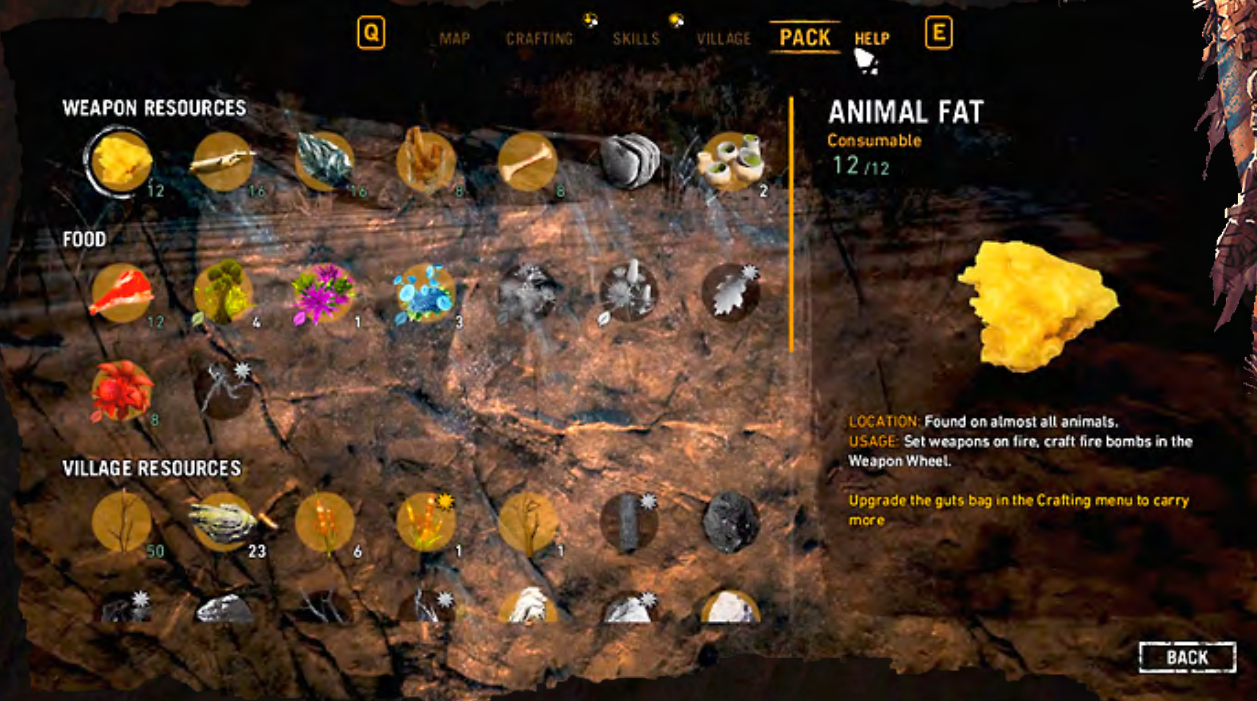 Q MAP CRAFTING SKILLS VILLAGE PACK HELP E
WEAPON RESOURCES
12 16 16 8 8 2
FOOD
12 4 1 3
8
VILLAGE RESOURCES
50 23 6 1 1
ANIMAL FAT
Consumable
12 /12
LOCATION: Found on almost all animals.
USAGE: Set weapons on fire, craft fire bombs in the
Weapon Wheel.
Upgrade the guts bag in the Crafting menu to carry
more
BACK